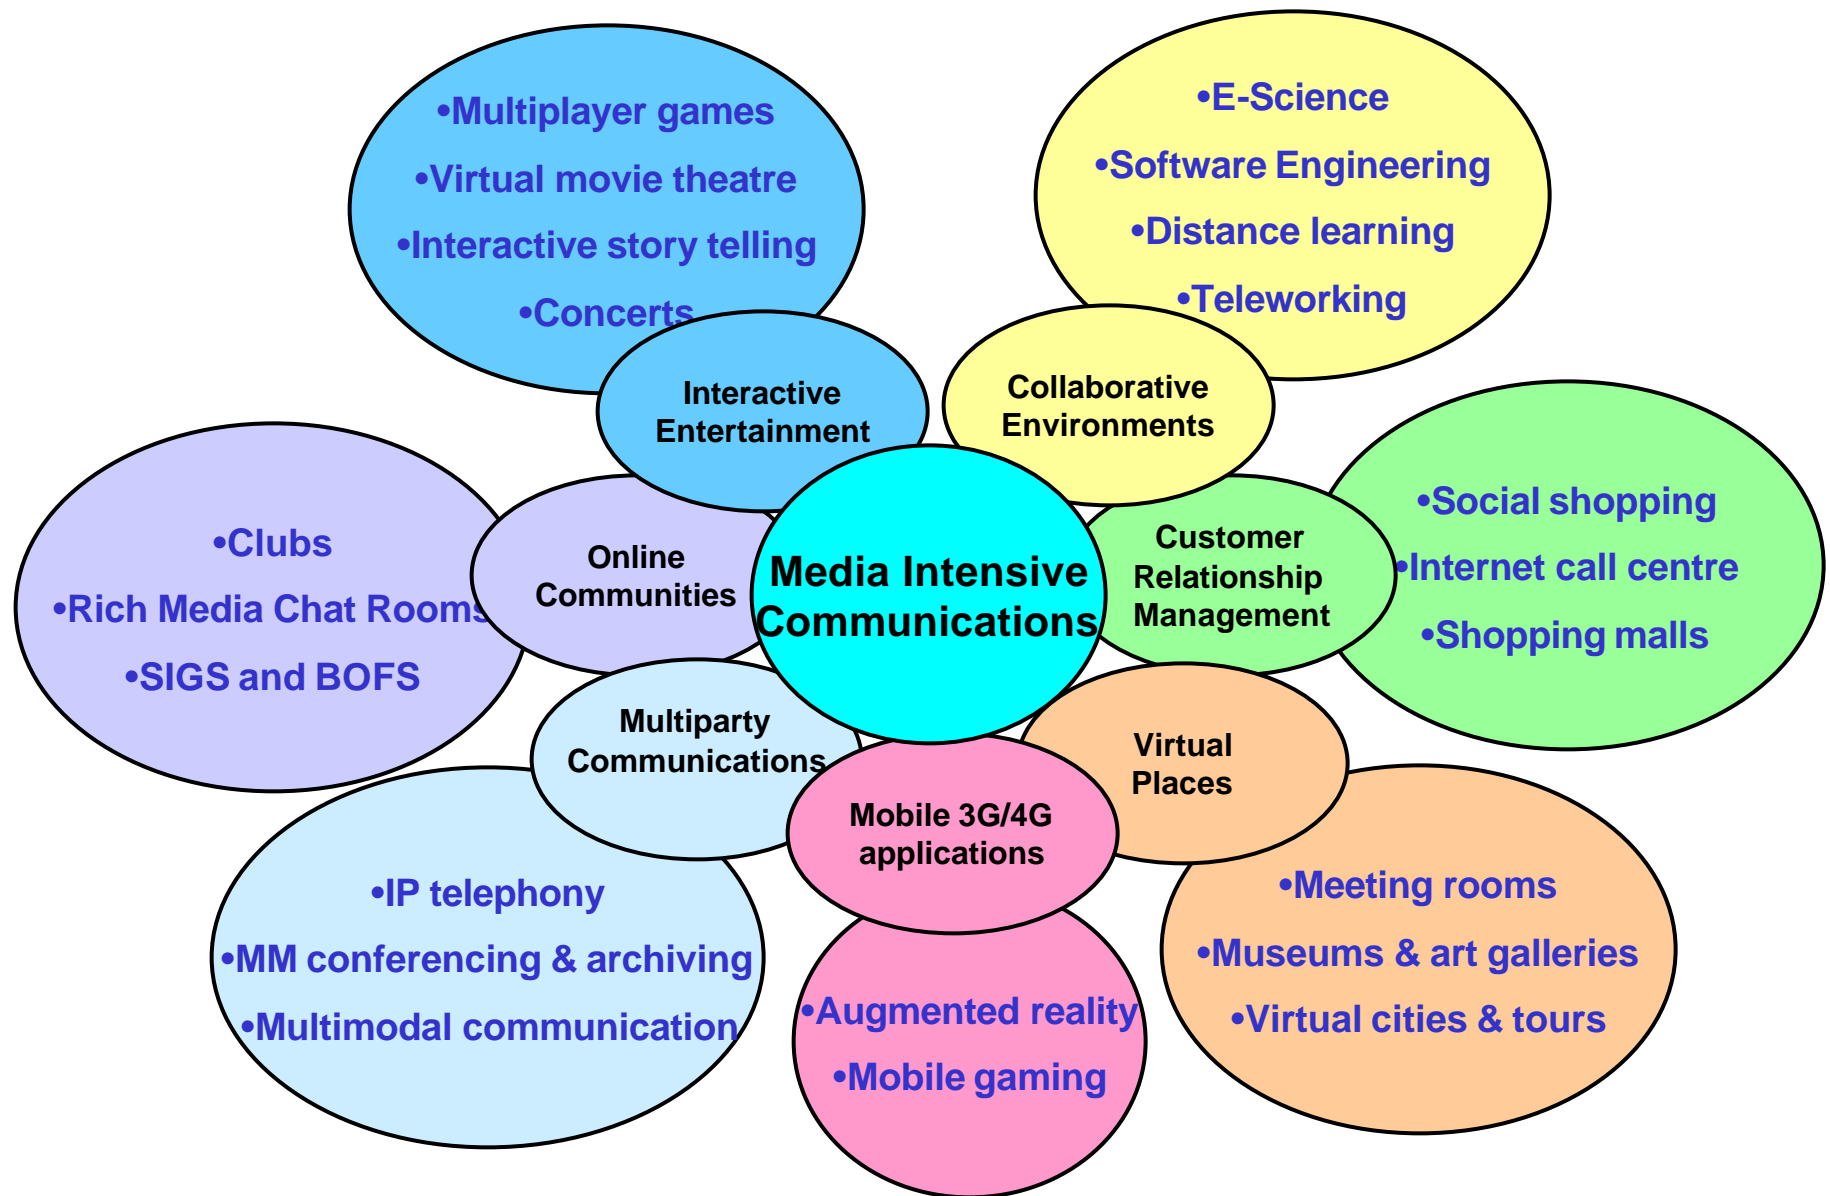 •Multiplayer games
•Virtual movie theatre
•Interactive story telling
•Concerts
Interactive
Entertainment
•E-Science
•Software Engineering
•Distance learning
•Teleworking
Collaborative
Environments
•Clubs
•Rich Media Chat Rooms
•SIGS and BOFS
Online
Communities
Media Intensive
Communications
Customer
Relationship
Management
•Social shopping
•Internet call centre
•Shopping malls
Multiparty
Communications
•IP telephony
•MM conferencing & archiving
•Multimodal communication
Mobile 3G/4G
applications
•Augmented reality
•Mobile gaming
Virtual
Places
•Meeting rooms
•Museums & art galleries
•Virtual cities & tours